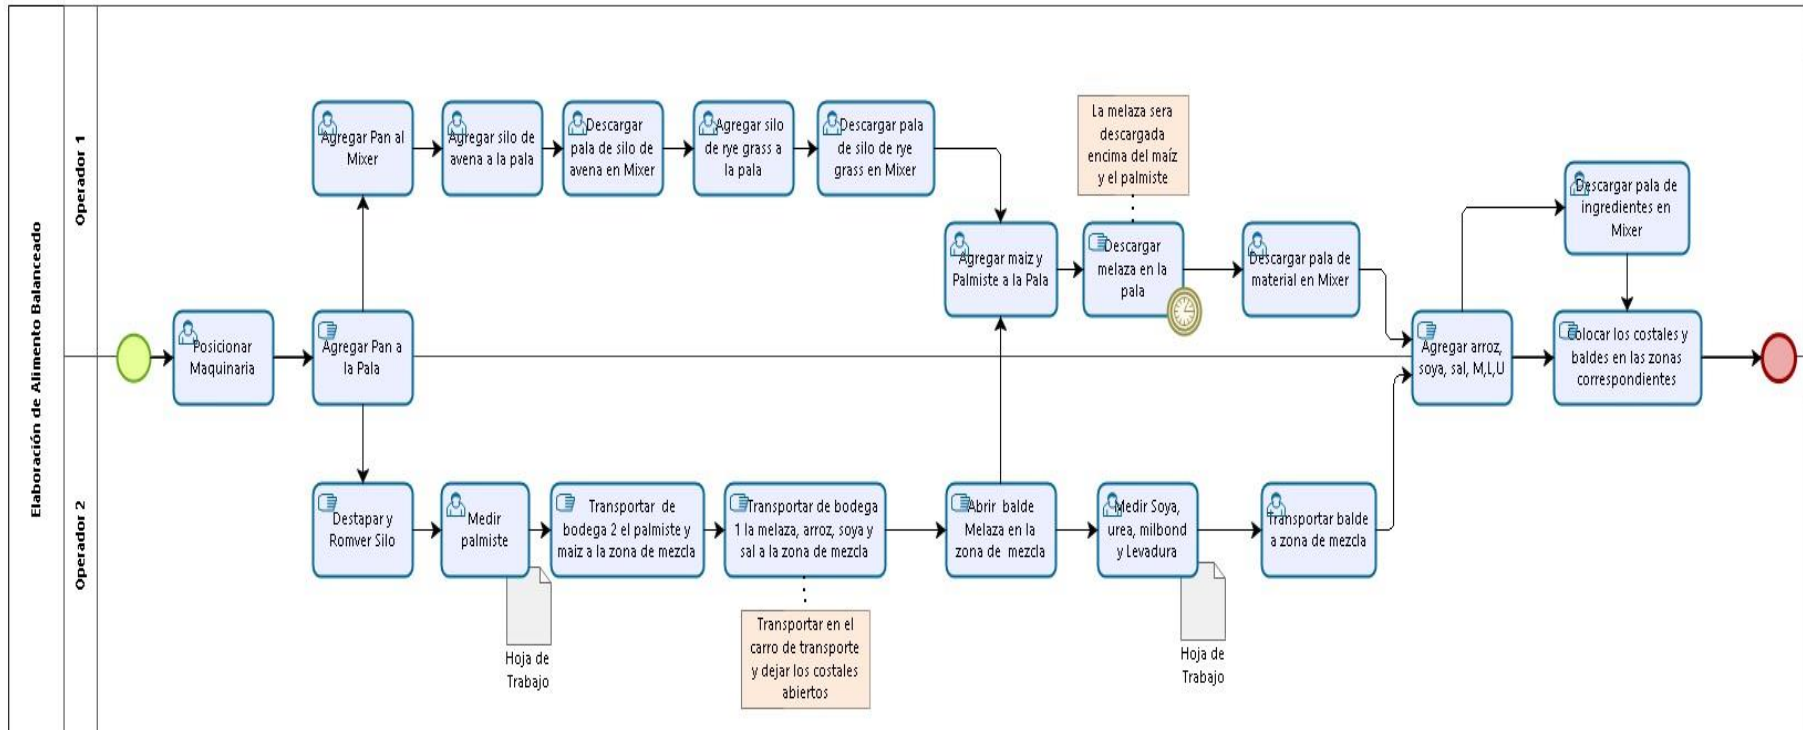 Elaboración de Alimento Balanceado
Operador 1
Agregar Pan al
Mixer
Agregar silo de
avena a la pala
Descargar
pala de silo de
avena en Mixer
Agregar silo
de rye grass a
la pala
Descargar pala
de silo de rye
grass en Mixer
La melaza sera
descargada
encima del maíz
y el palmiste
Agregar maiz y
Palmiste a la Pala
Descargar
melaza en la
pala
Descargar pala de
material en Mixer
Descargar pala de
ingredientes en
Mixer
Posicionar
Maquinaria
Agregar Pan a
la Pala
Agregar arroz,
soya, sal, M,L,U
Colocar los costales y
baldes en las zonas
correspondientes
Operador 2
Destapar y
Romver Silo
Medir
palmiste
Transportar de
bodega 2 el palmiste y
maiz a la zona de mezcla
Transportar de bodega
1 la melaza, arroz, soya y
sal a la zona de mezcla
Abrir balde
Melaza en la
zona de mezcla
Medir Soya,
urea, milbond
y Levadura
Transportar balde
a zona de mezcla
Hoja de
Trabajo
Transportar en el
carro de transporte
y dejar los costales
abiertos
Hoja de
Trabajo